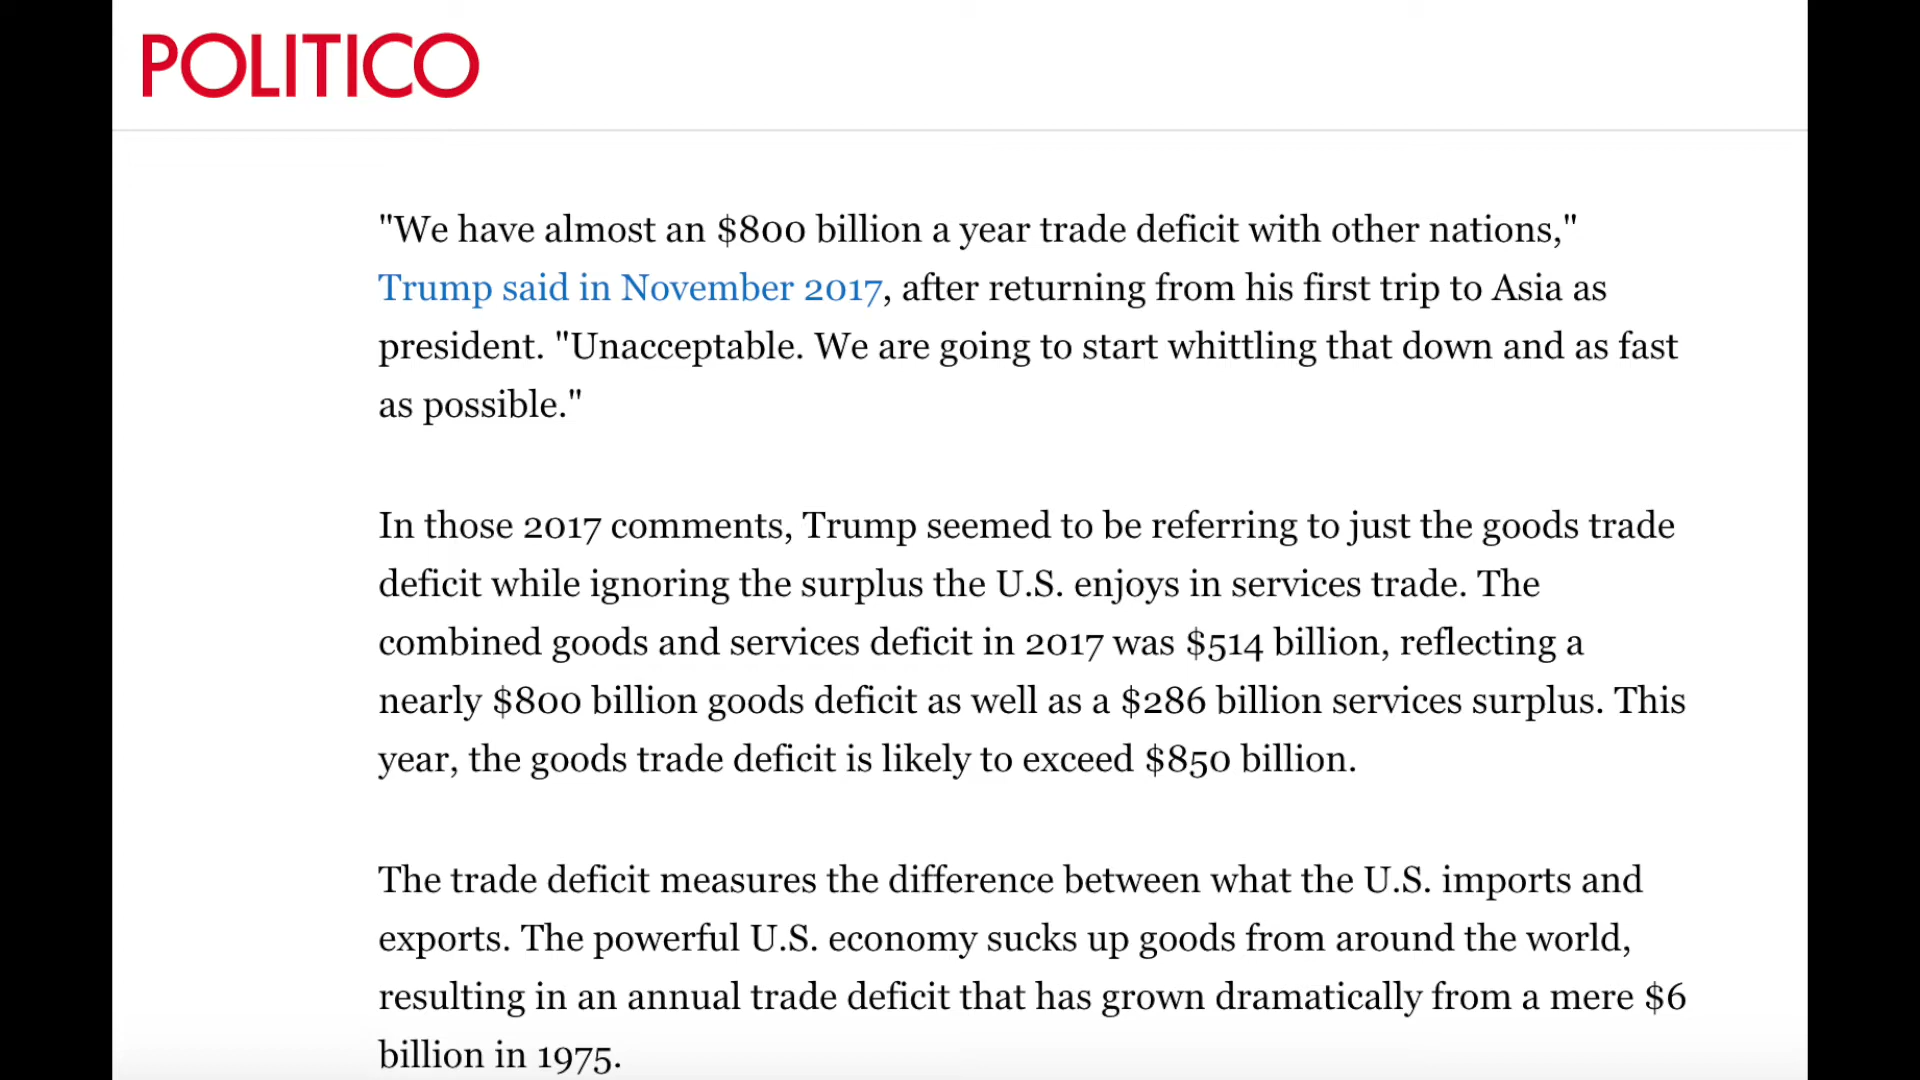 POLITICO
"We have almost an $800 billion a year trade deficit with other nations,"
Trump said in November 2017, after returning from his first trip to Asia as
president. "Unacceptable. We are going to start whittling that down and as fast
as possible."
In those 2017 comments, Trump seemed to be referring to just the goods trade
deficit while ignoring the surplus the U.S. enjoys in services trade. The
combined goods and services deficit in 2017 was $514 billion, reflecting a
nearly $800 billion goods deficit as well as a $286 billion services surplus. This
year, the goods trade deficit is likely to exceed $850 billion.
The trade deficit measures the difference between what the U.S. imports and
exports. The powerful U.S. economy sucks up goods from around the world,
resulting in an annual trade deficit that has grown dramatically from a mere $6
billion in 1975.